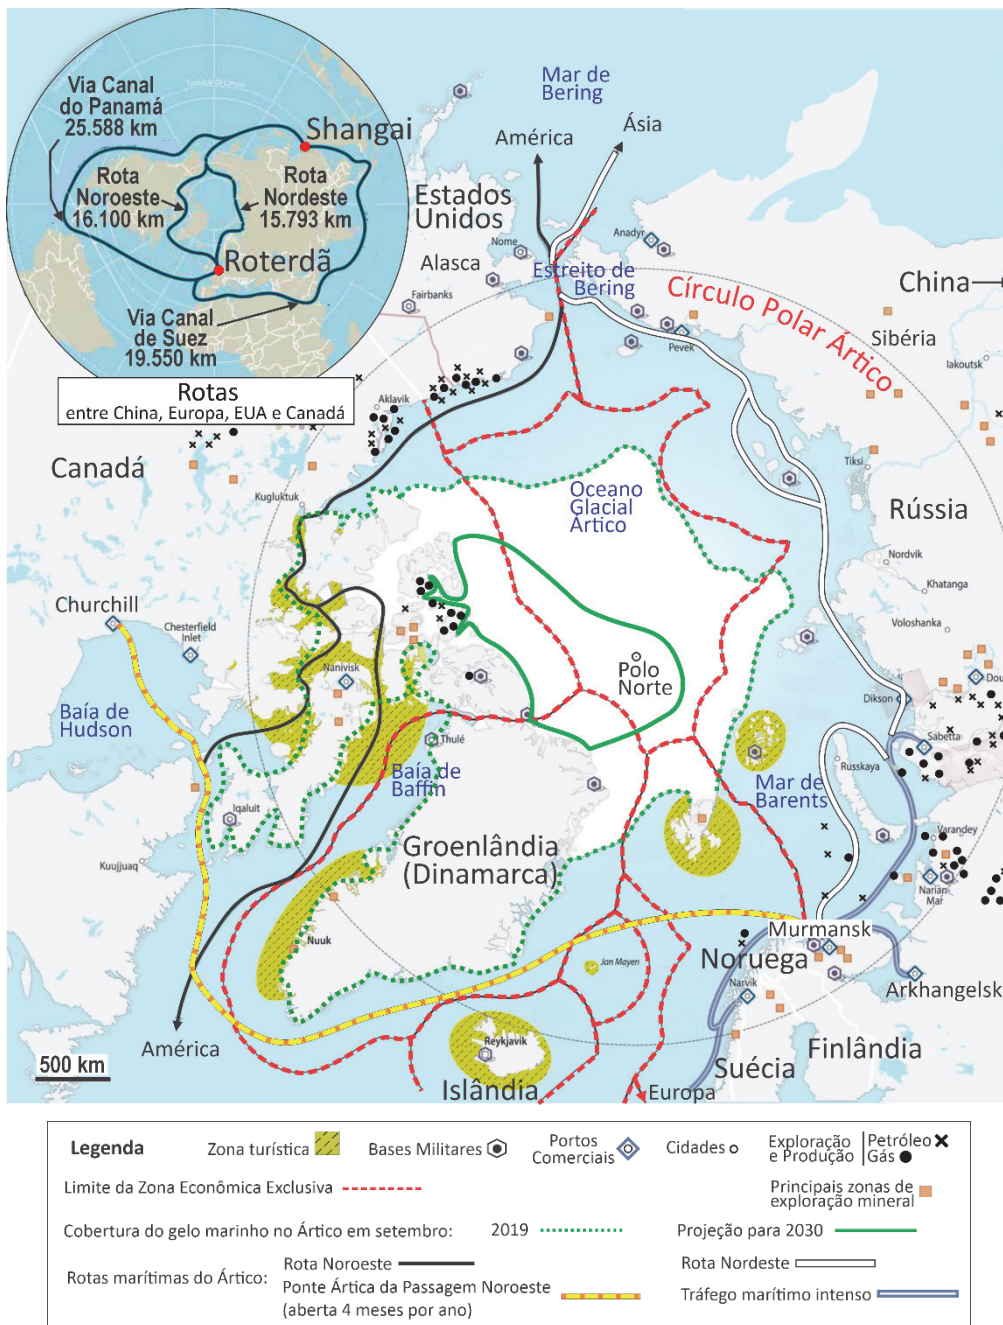 Via Canal
do Panamá
25.588 km
Shangai
Rota
Noroeste
16.100 km
Rota
Nordeste
15.793 km
Roterdã
Via Canal
de Suez
19.550 km
Rotas
entre China, Europa, EUA e Canadá
Mar de
Bering
América
Ásia
Estados
Unidos
Nome
Anadyr
Alasca
Estreito de
Bering
Fairbanks
Círculo Polar Ártico
China
Sibéria
Pevek
Iakoutsk
Aklavik
Canadá
Tiksi
Kugluktuk
Oceano
Glacial
Ártico
Rússia
Nordvik
Khatanga
Churchill
Chesterfield
Inlet
Voloshanka
Nanivisk
Polo
Norte
Dou
Dikson
Baía de
Hudson
Thulé
Sabetta
Russkaya
Baía de
Baffin
Mar de
Barents
Iqaluit
Varandey
Kuujjuaq
Groenlândia
(Dinamarca)
Narian-
Mar
Nuuk
Murmansk
Noruega
Jan Mayen
Narvik
Arkhangelsk
América
Reykjavik
Finlândia
500 km
Suécia
Islândia
Europa
Legenda
Zona turística
Bases Militares
Portos
Comerciais
Cidades
Exploração
e Produção
Petróleo
Gás
Limite da Zona Econômica Exclusiva
Principais zonas de
exploração mineral
Cobertura do gelo marinho no Ártico em setembro:
2019
Projeção para 2030
Rotas marítimas do Ártico:
Rota Noroeste
Rota Nordeste
Ponte Ártica da Passagem Noroeste
(aberta 4 meses por ano)
Tráfego marítimo intenso